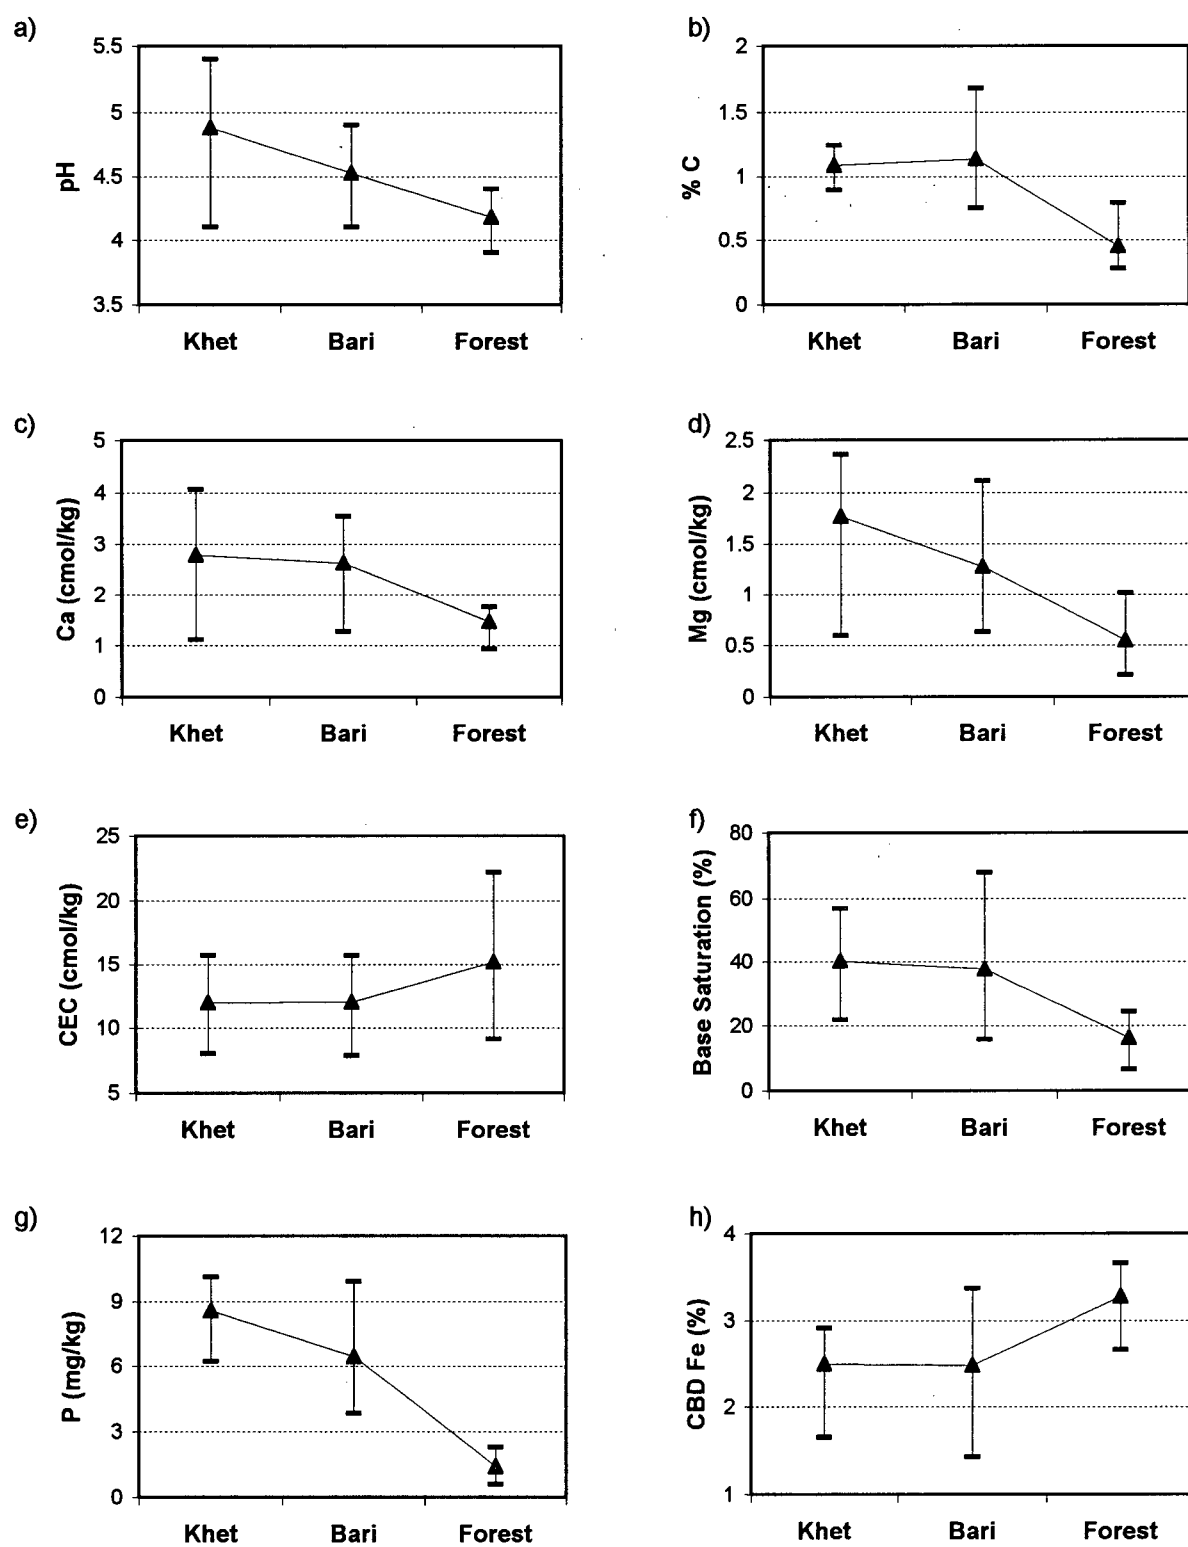 a)
5.5
5
4.5
4
3.5
pH
Khet Bari Forest
b)
2
1.5
1
0.5
0
% C
Khet Bari Forest
c)
5
4
3
2
1
0
Ca (cmol/kg)
Khet Bari Forest
d)
2.5
2
1.5
1
0.5
0
Mg (cmol/kg)
Khet Bari Forest
e)
25
20
15
10
5
CEC (cmol/kg)
Khet Bari Forest
f)
80
60
40
20
0
Base Saturation (%)
Khet Bari Forest
g)
12
9
6
3
0
P (mg/kg)
Khet Bari Forest
h)
4
3
2
1
CBD Fe (%)
Khet Bari Forest